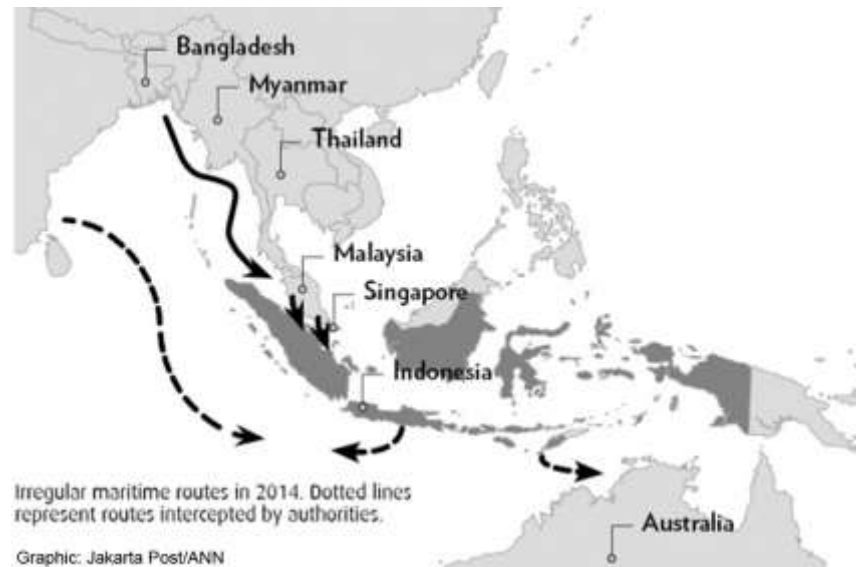 Bangladesh
Myanmar
Thailand
Malaysia
Singapore
Indonesia
Irregular maritime routes in 2014. Dotted lines
represent routes intercepted by authorities.
Australia
Graphic: Jakarta Post/ANN